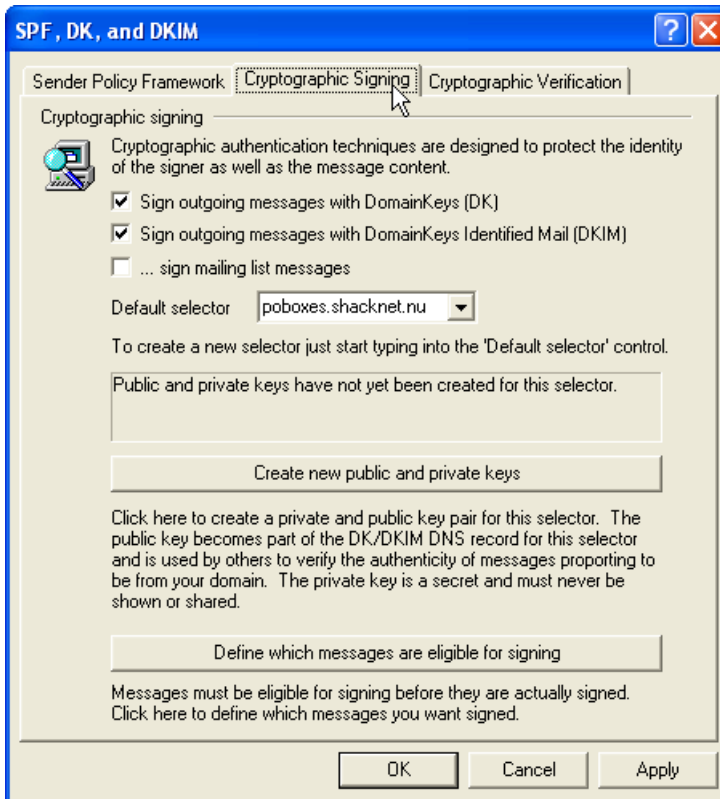 SPF, DK, and DKIM
Sender Policy Framework Cryptographic Signing Cryptographic Verification
Cryptographic signing
Cryptographic authentication techniques are designed to protect the identity
of the signer as well as the message content.
Sign outgoing messages with DomainKeys (DK)
Sign outgoing messages with DomainKeys Identified Mail (DKIM)
... sign mailing list messages
Default selector poboxes.shacknet.nu
To create a new selector just start typing into the 'Default selector' control.
Public and private keys have not yet been created for this selector.
Create new public and private keys
Click here to create a private and public key pair for this selector. The
public key becomes part of the DK/DKIM DNS record for this selector
and is used by others to verify the authenticity of messages proporting to
be from your domain. The private key is a secret and must never be
shown or shared.
Define which messages are eligible for signing
Messages must be eligible for signing before they are actually signed.
Click here to define which messages you want signed.
OK Cancel Apply